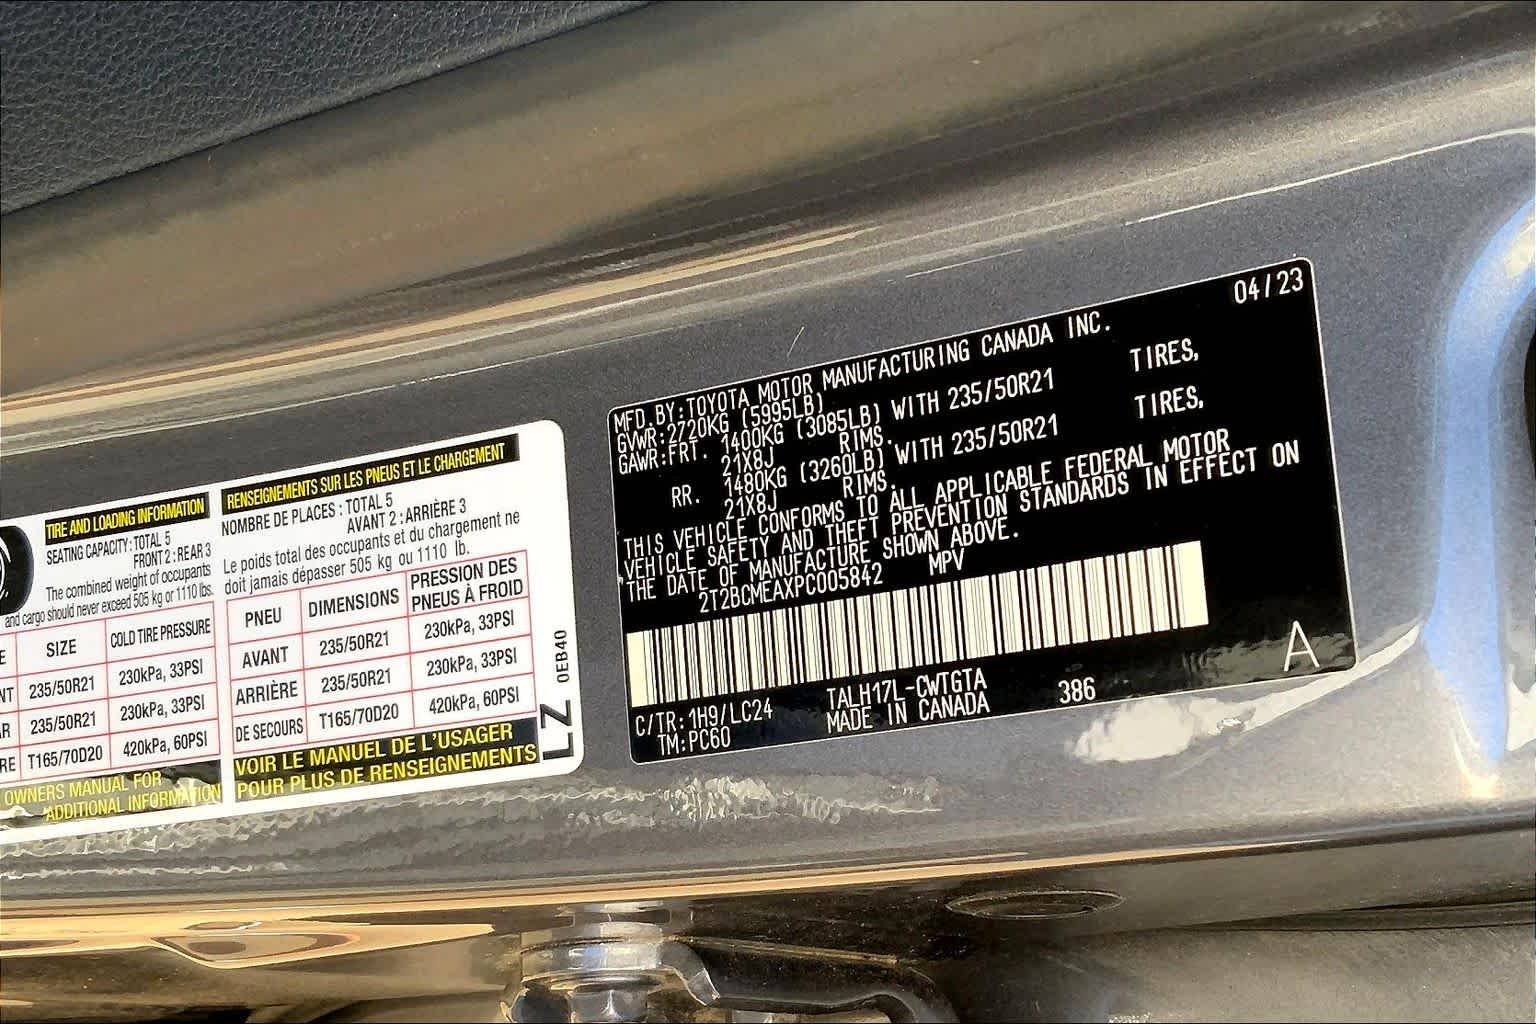 TIRE AND LOADING INFORMATION
SEATING CAPACITY : TOTAL 5
FRONT 2 : REAR 3
The combined weight of occupants
and cargo should never exceed 505 kg or 1110 lbs.
SIZE COLD TIRE PRESSURE
235/50R21 230kPa, 33PSI
235/50R21 230kPa, 33PSI
T165/70D20 420kPa, 60PSI
OWNERS MANUAL FOR
ADDITIONAL INFORMATION
RENSEIGNEMENTS SUR LES PNEUS ET LE CHARGEMENT
NOMBRE DE PLACES : TOTAL 5
AVANT 2 : ARRIÈRE 3
Le poids total des occupants et du chargement ne
doit jamais dépasser 505 kg ou 1110 lb.
PNEU DIMENSIONS PRESSION DES
PNEUS À FROID
AVANT 235/50R21 230kPa, 33PSI
ARRIÈRE 235/50R21 230kPa, 33PSI
DE SECOURS T165/70D20 420kPa, 60PSI
VOIR LE MANUEL DE L'USAGER
POUR PLUS DE RENSEIGNEMENTS
LZ 0EB40
04/23
MFD.BY:TOYOTA MOTOR MANUFACTURING CANADA INC.
GVWR:2720KG (5995LB)
GAWR:FRT. 1400KG (3085LB) WITH 235/50R21 TIRES,
21X8J RIMS.
RR. 1480KG (3260LB) WITH 235/50R21 TIRES,
21X8J RIMS.
THIS VEHICLE CONFORMS TO ALL APPLICABLE FEDERAL MOTOR
VEHICLE SAFETY AND THEFT PREVENTION STANDARDS IN EFFECT ON
THE DATE OF MANUFACTURE SHOWN ABOVE.
2T2BCMEAXPC005842 MPV
C/TR:1H9/LC24 TALH17L-CWTGTA 386 A
TM:PC60 MADE IN CANADA